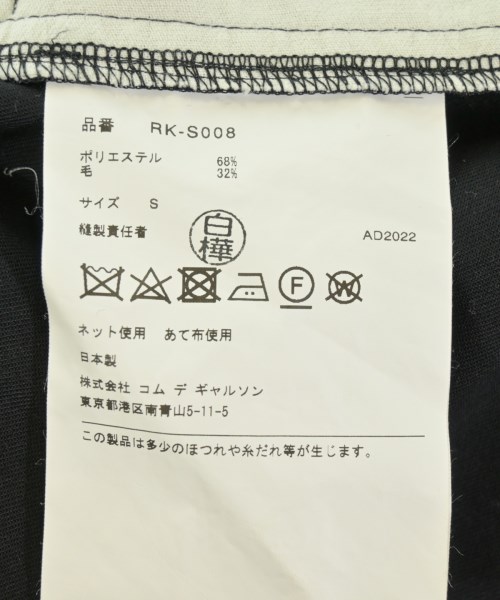 品番 RK-S008
ポリエステル 68%
毛 32%
サイズ S
縫製責任者 白樺 AD2022
F W
ネット使用 あて布使用
日本製
株式会社 コム デ ギャルソン
東京都港区南青山5-11-5
この製品は多少のほつれや糸だれ等が生じます。